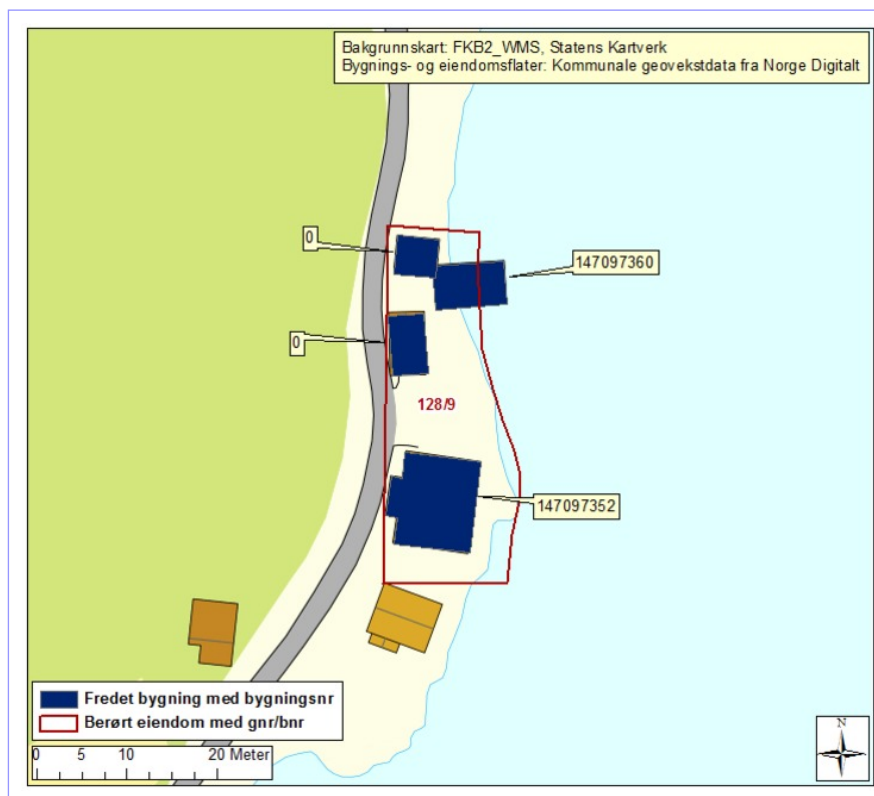 Bakgrunnskart: FKB2_WMS, Statens Kartverk
Bygnings- og eiendomsflater: Kommunale geovekstdata fra Norge Digitalt
0
147097360
0
128/9
147097352
Fredet bygning med bygningsnr
Berørt eiendom med gnr/bnr
0 5 10 20 Meter
N